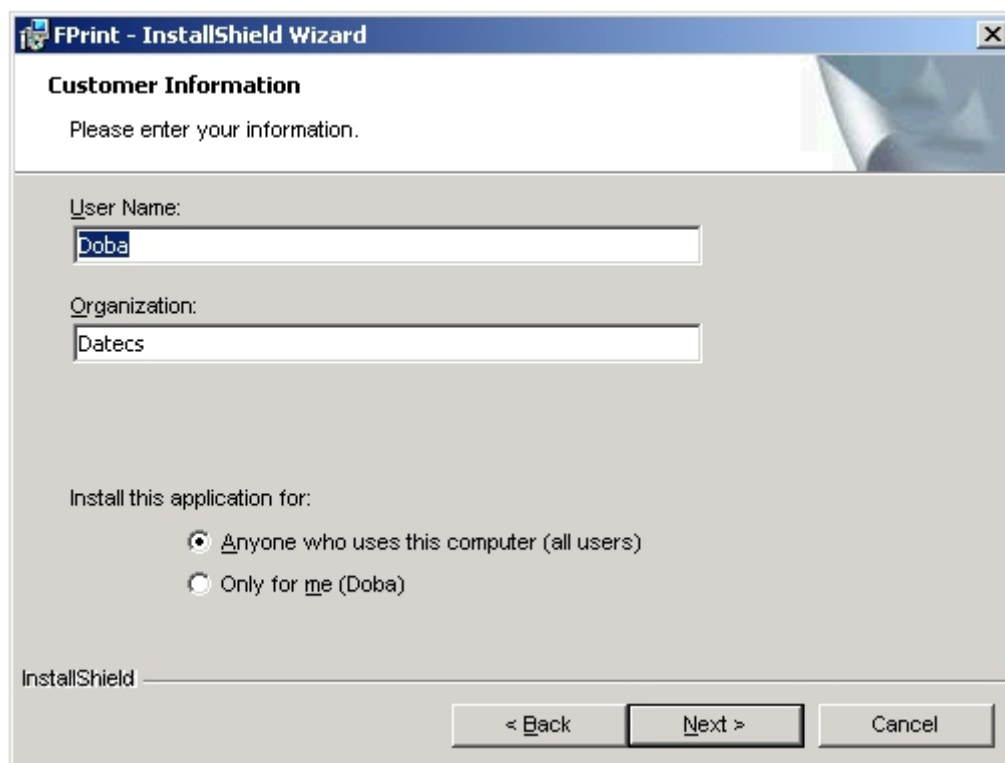 FPrint - InstallShield Wizard
Customer Information
Please enter your information.
User Name:
Doba
Organization:
Datecs
Install this application for:
Anyone who uses this computer (all users)
Only for me (Doba)
InstallShield
< Back Next > Cancel